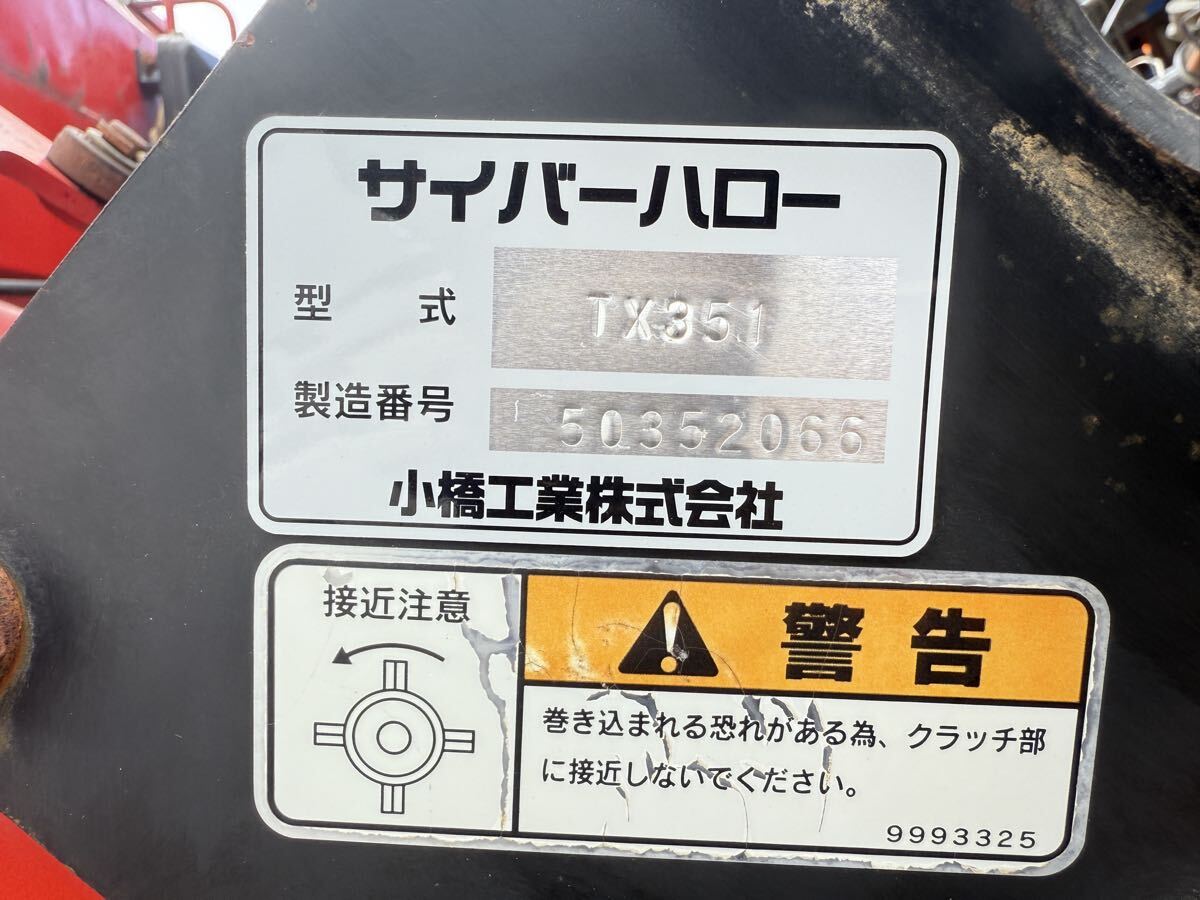 サイバーハロー
型式 TX351
製造番号 50352066
小橋工業株式会社
接近注意
警告
巻き込まれる恐れがある為、クラッチ部
に接近しないでください。
9993325